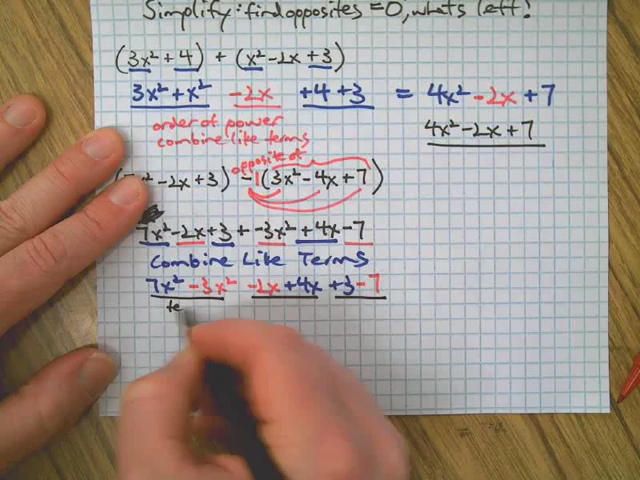 Simplify: find opposites = 0, whats left!
(3x² + 4) + (x² - 2x + 3)
3x² + x² -2x +4 +3 = 4x² - 2x + 7
order of power
combine like terms
4x² - 2x + 7
opposite of
x² - 2x + 3) - 1(3x² - 4x + 7)
7x² - 2x + 3 + -3x² + 4x - 7
Combine Like Terms
7x² - 3x² -2x + 4x +3 - 7
te